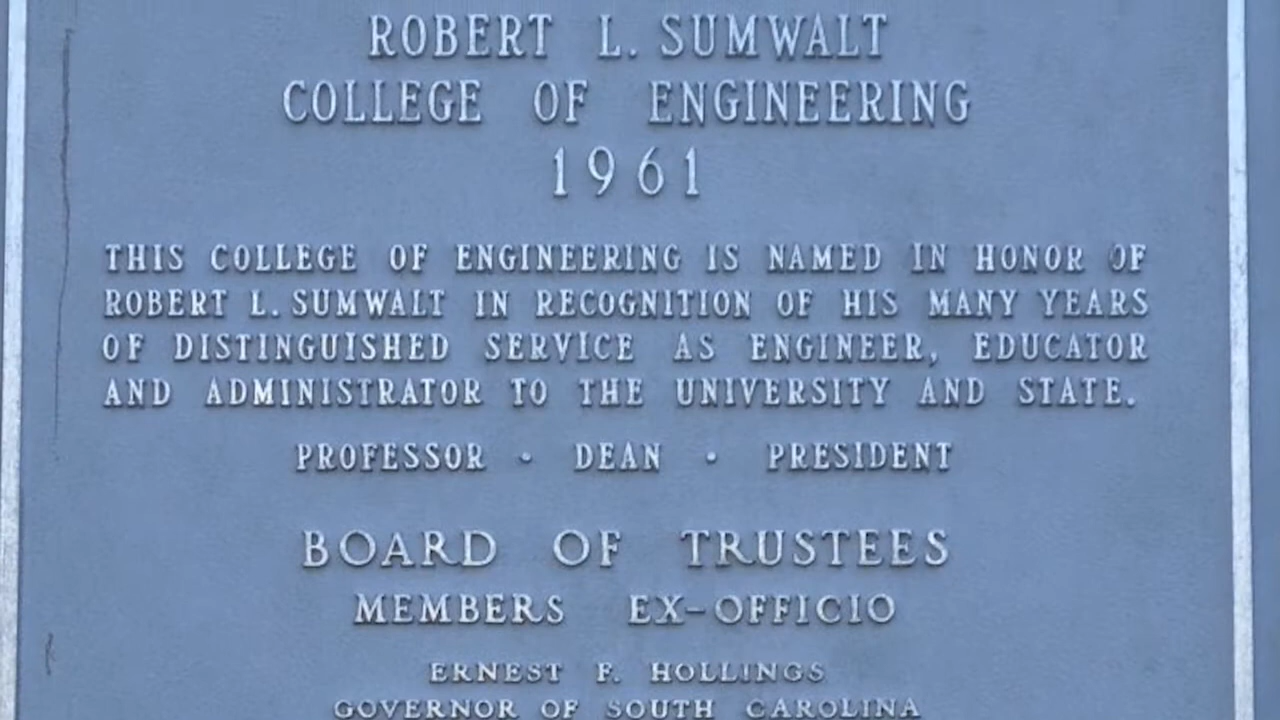 ROBERT L. SUMWALT
COLLEGE OF ENGINEERING
1961
THIS COLLEGE OF ENGINEERING IS NAMED IN HONOR OF
ROBERT L. SUMWALT IN RECOGNITION OF HIS MANY YEARS
OF DISTINGUISHED SERVICE AS ENGINEER, EDUCATOR
AND ADMINISTRATOR TO THE UNIVERSITY AND STATE.
PROFESSOR · DEAN · PRESIDENT
BOARD OF TRUSTEES
MEMBERS EX-OFFICIO
ERNEST F. HOLLINGS
GOVERNOR OF SOUTH CAROLINA